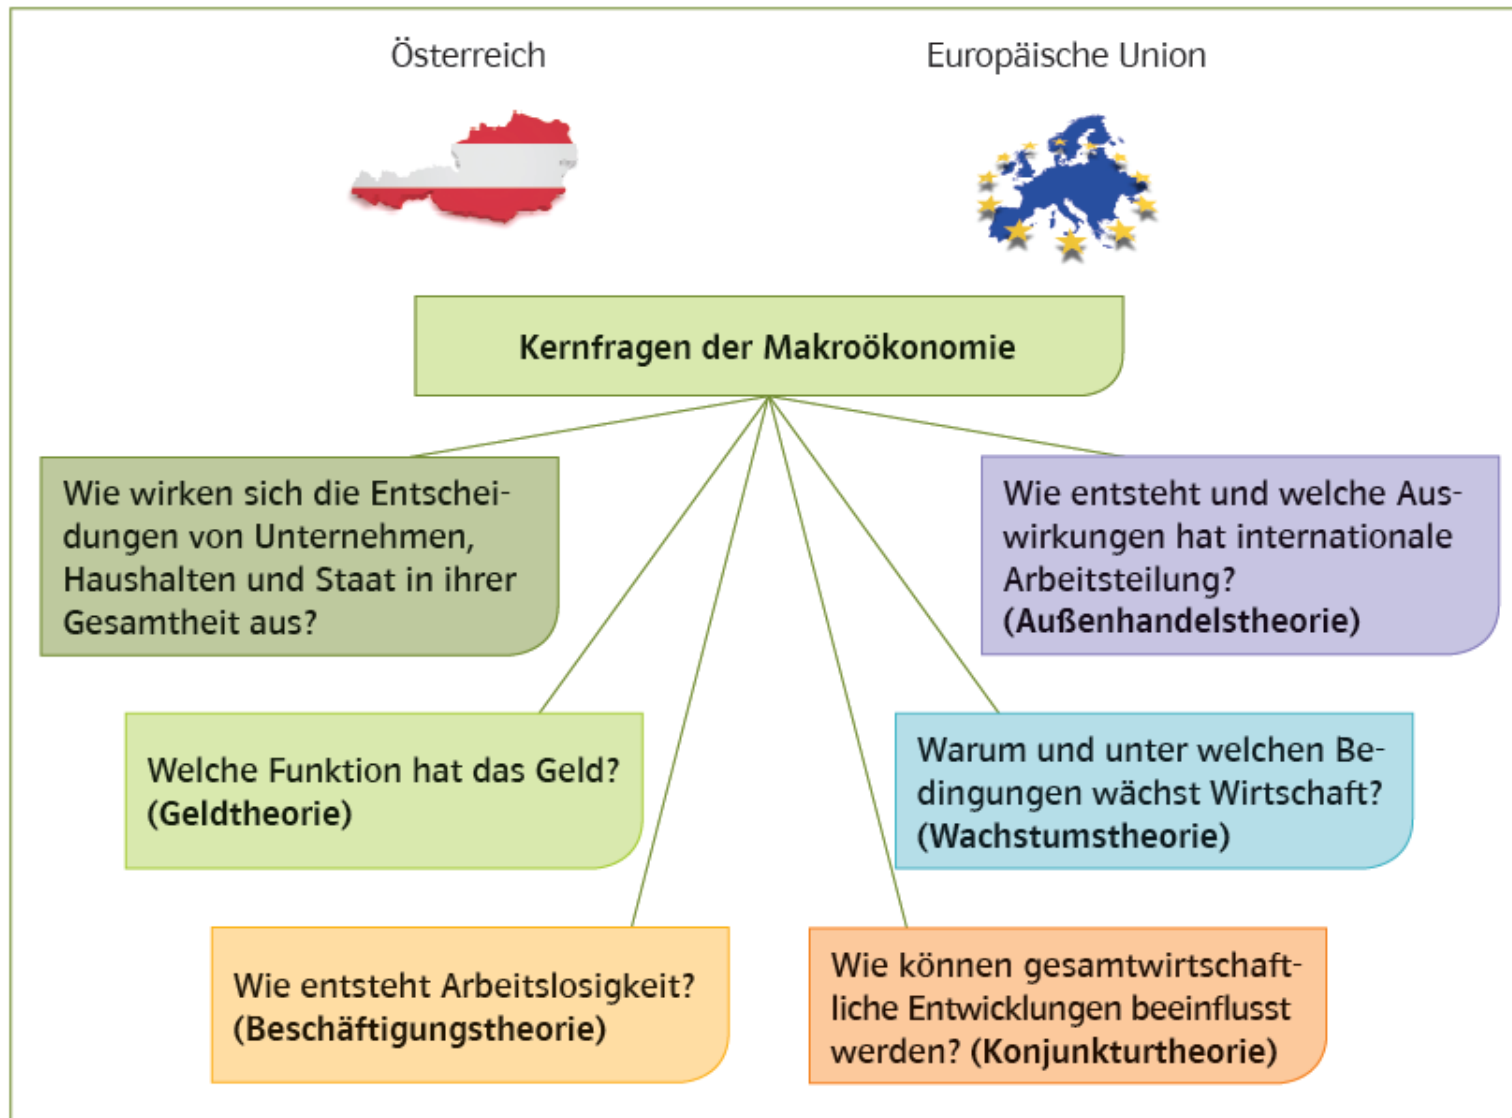 Österreich
Europäische Union
Kernfragen der Makroökonomie
Wie wirken sich die Entschei-
dungen von Unternehmen,
Haushalten und Staat in ihrer
Gesamtheit aus?
Wie entsteht und welche Aus-
wirkungen hat internationale
Arbeitsteilung?
(Außenhandelstheorie)
Welche Funktion hat das Geld?
(Geldtheorie)
Warum und unter welchen Be-
dingungen wächst Wirtschaft?
(Wachstumstheorie)
Wie entsteht Arbeitslosigkeit?
(Beschäftigungstheorie)
Wie können gesamtwirtschaft-
liche Entwicklungen beeinflusst
werden? (Konjunkturtheorie)